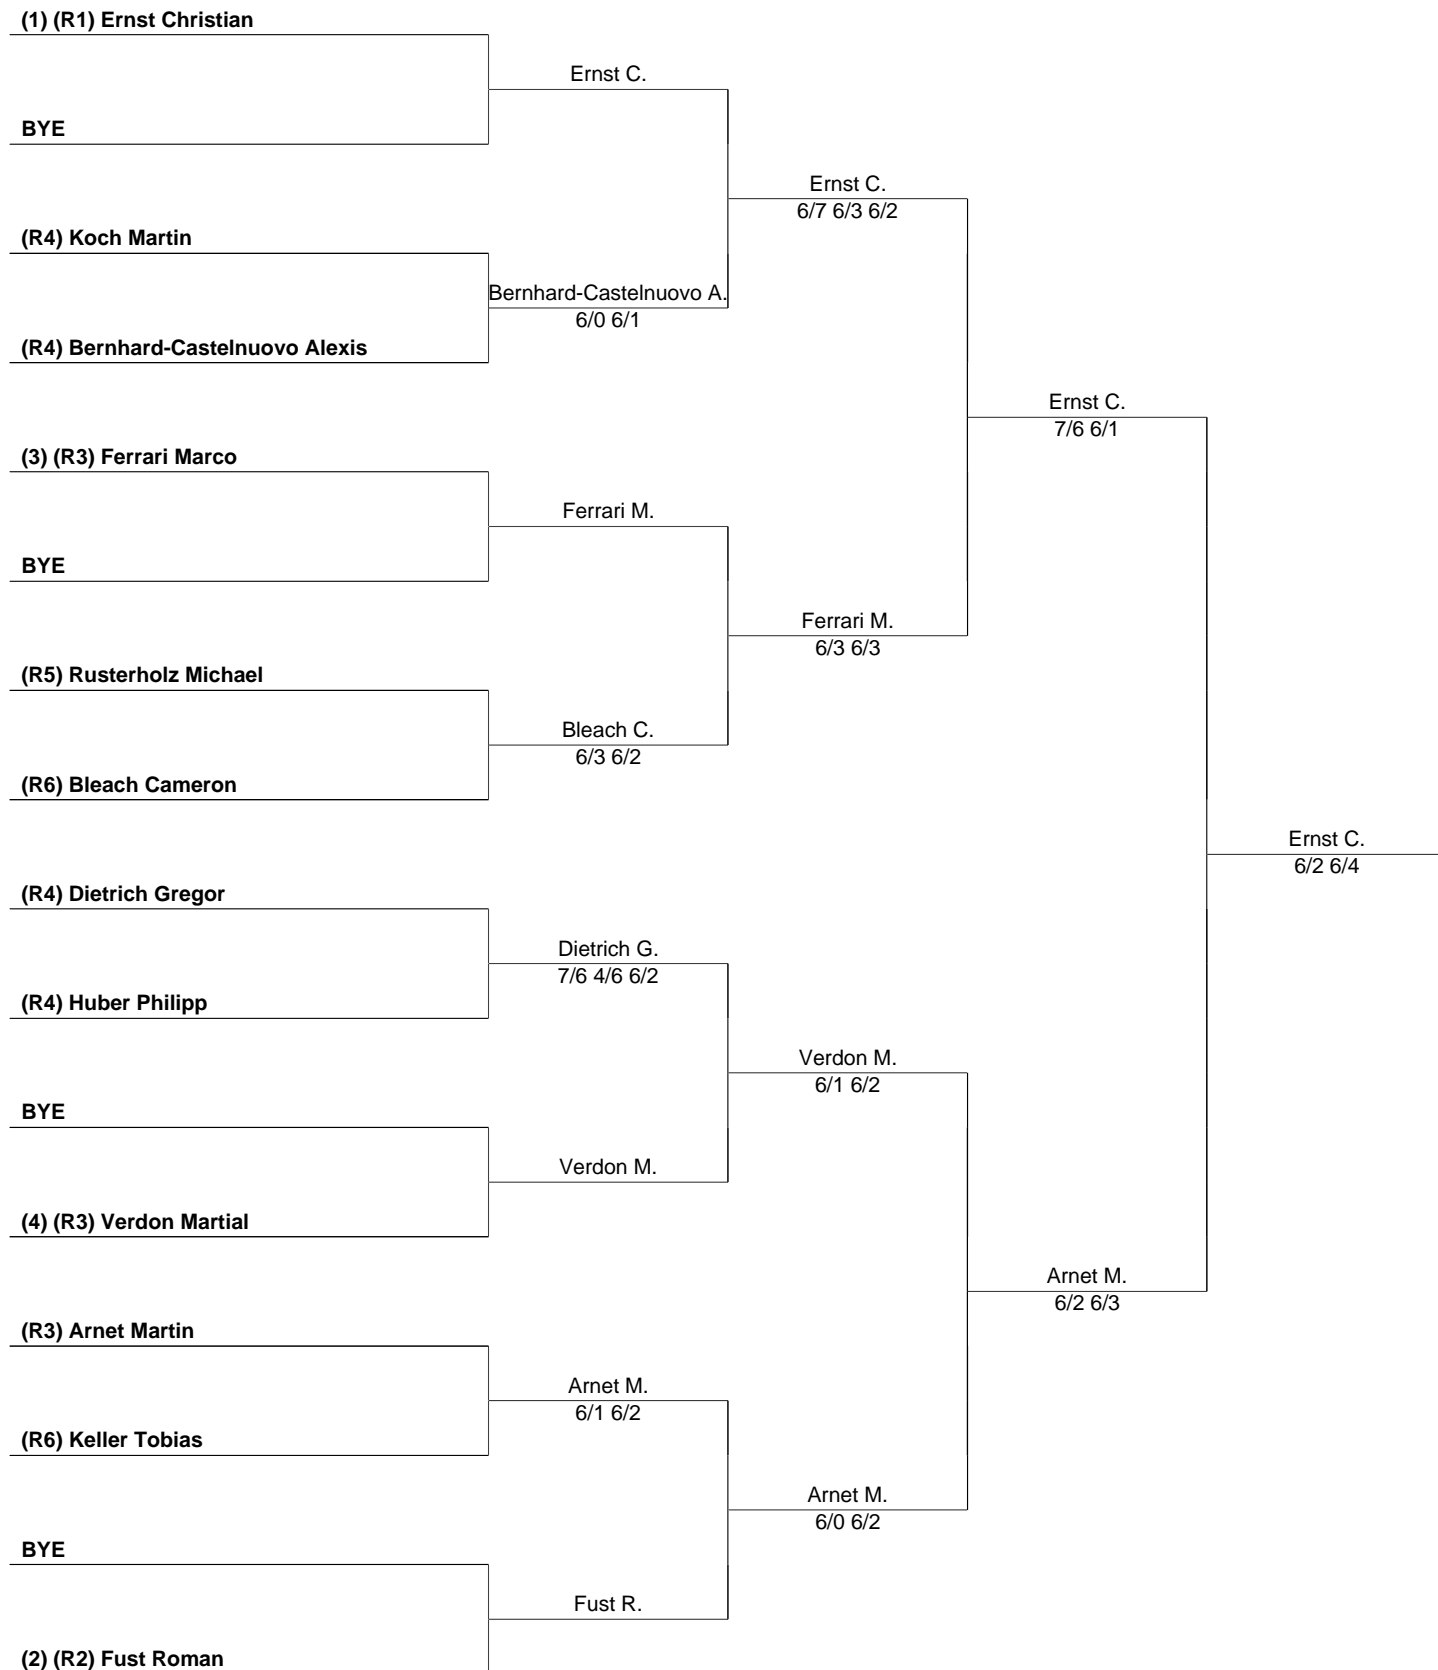 (1) (R1) Ernst Christian
Ernst C.
BYE
Ernst C.
6/7 6/3 6/2
(R4) Koch Martin
Bernhard-Castelnuovo A.
6/0 6/1
(R4) Bernhard-Castelnuovo Alexis
Ernst C.
7/6 6/1
(3) (R3) Ferrari Marco
Ferrari M.
BYE
Ferrari M.
6/3 6/3
(R5) Rusterholz Michael
Bleach C.
6/3 6/2
(R6) Bleach Cameron
Ernst C.
6/2 6/4
(R4) Dietrich Gregor
Dietrich G.
7/6 4/6 6/2
(R4) Huber Philipp
Verdon M.
6/1 6/2
BYE
Verdon M.
(4) (R3) Verdon Martial
Arnet M.
6/2 6/3
(R3) Arnet Martin
Arnet M.
6/1 6/2
(R6) Keller Tobias
Arnet M.
6/0 6/2
BYE
Fust R.
(2) (R2) Fust Roman